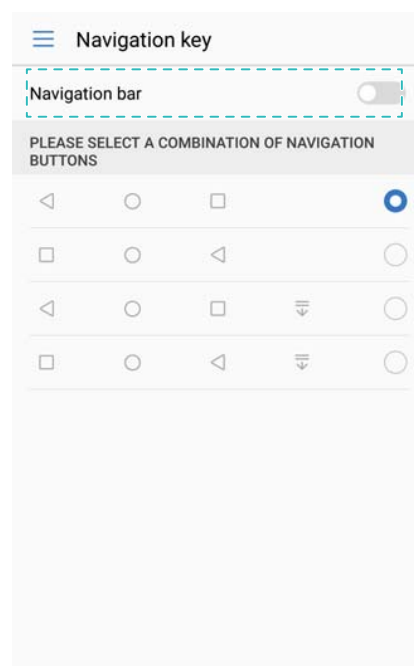 Navigation key
Navigation bar
PLEASE SELECT A COMBINATION OF NAVIGATION
BUTTONS